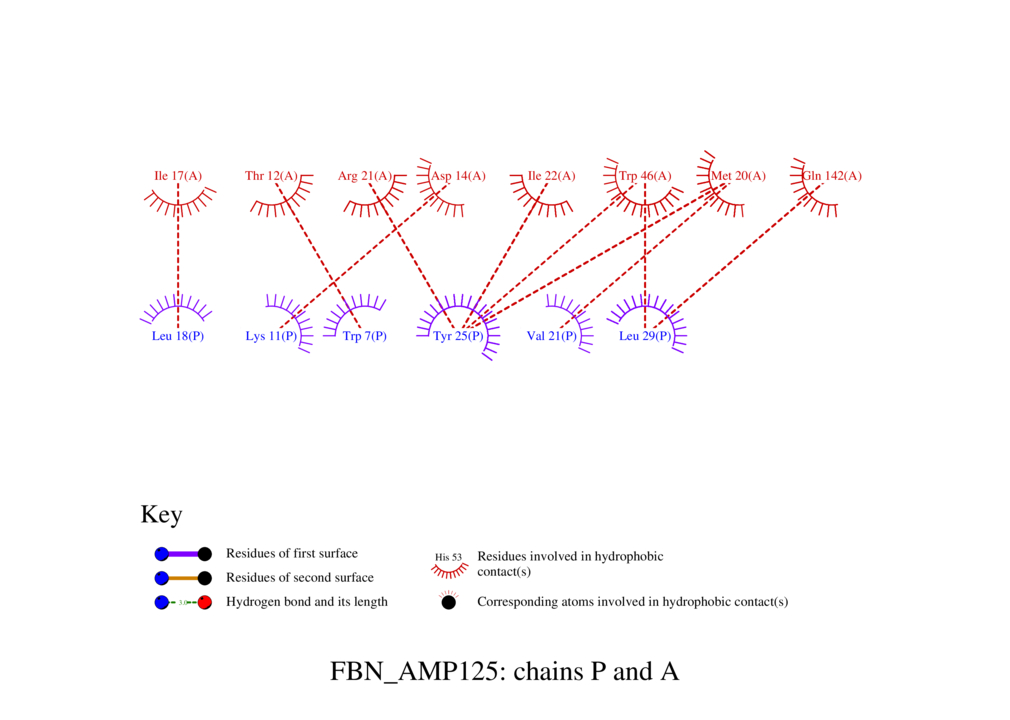 Ile 17(A) Thr 12(A) Arg 21(A) Asp 14(A) Ile 22(A) Trp 46(A) Met 20(A) Gln 142(A)
Leu 18(P) Lys 11(P) Trp 7(P) Tyr 25(P) Val 21(P) Leu 29(P)
Key
Residues of first surface
Residues of second surface
3.0
Hydrogen bond and its length
His 53
Residues involved in hydrophobic
contact(s)
Corresponding atoms involved in hydrophobic contact(s)
FBN_AMP125: chains P and A